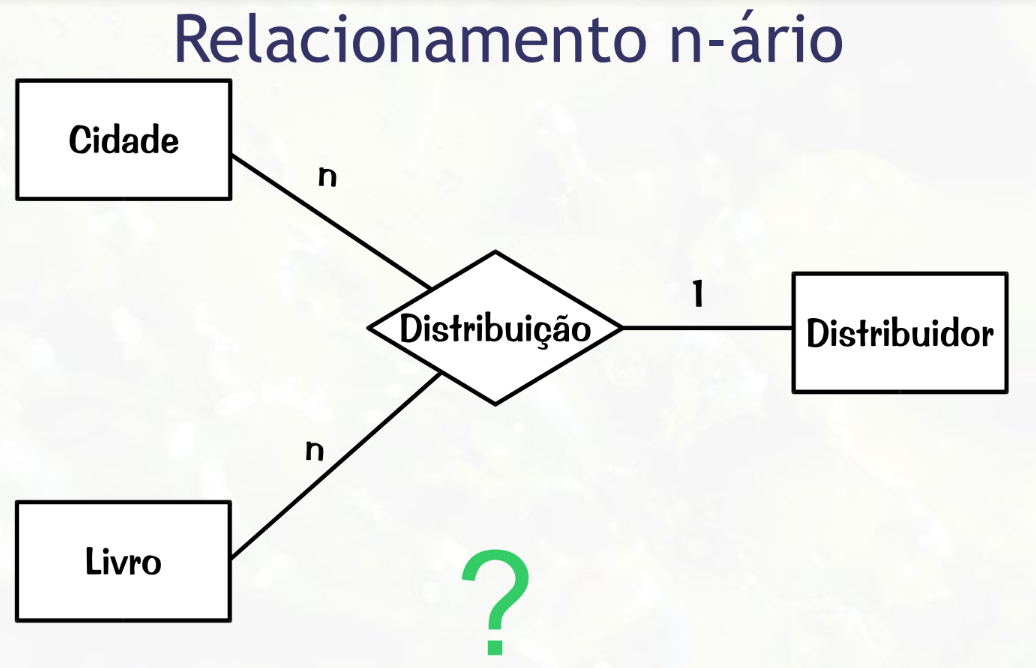 Relacionamento n-ário
Cidade
n
1
Distribuição
Distribuidor
n
Livro
?